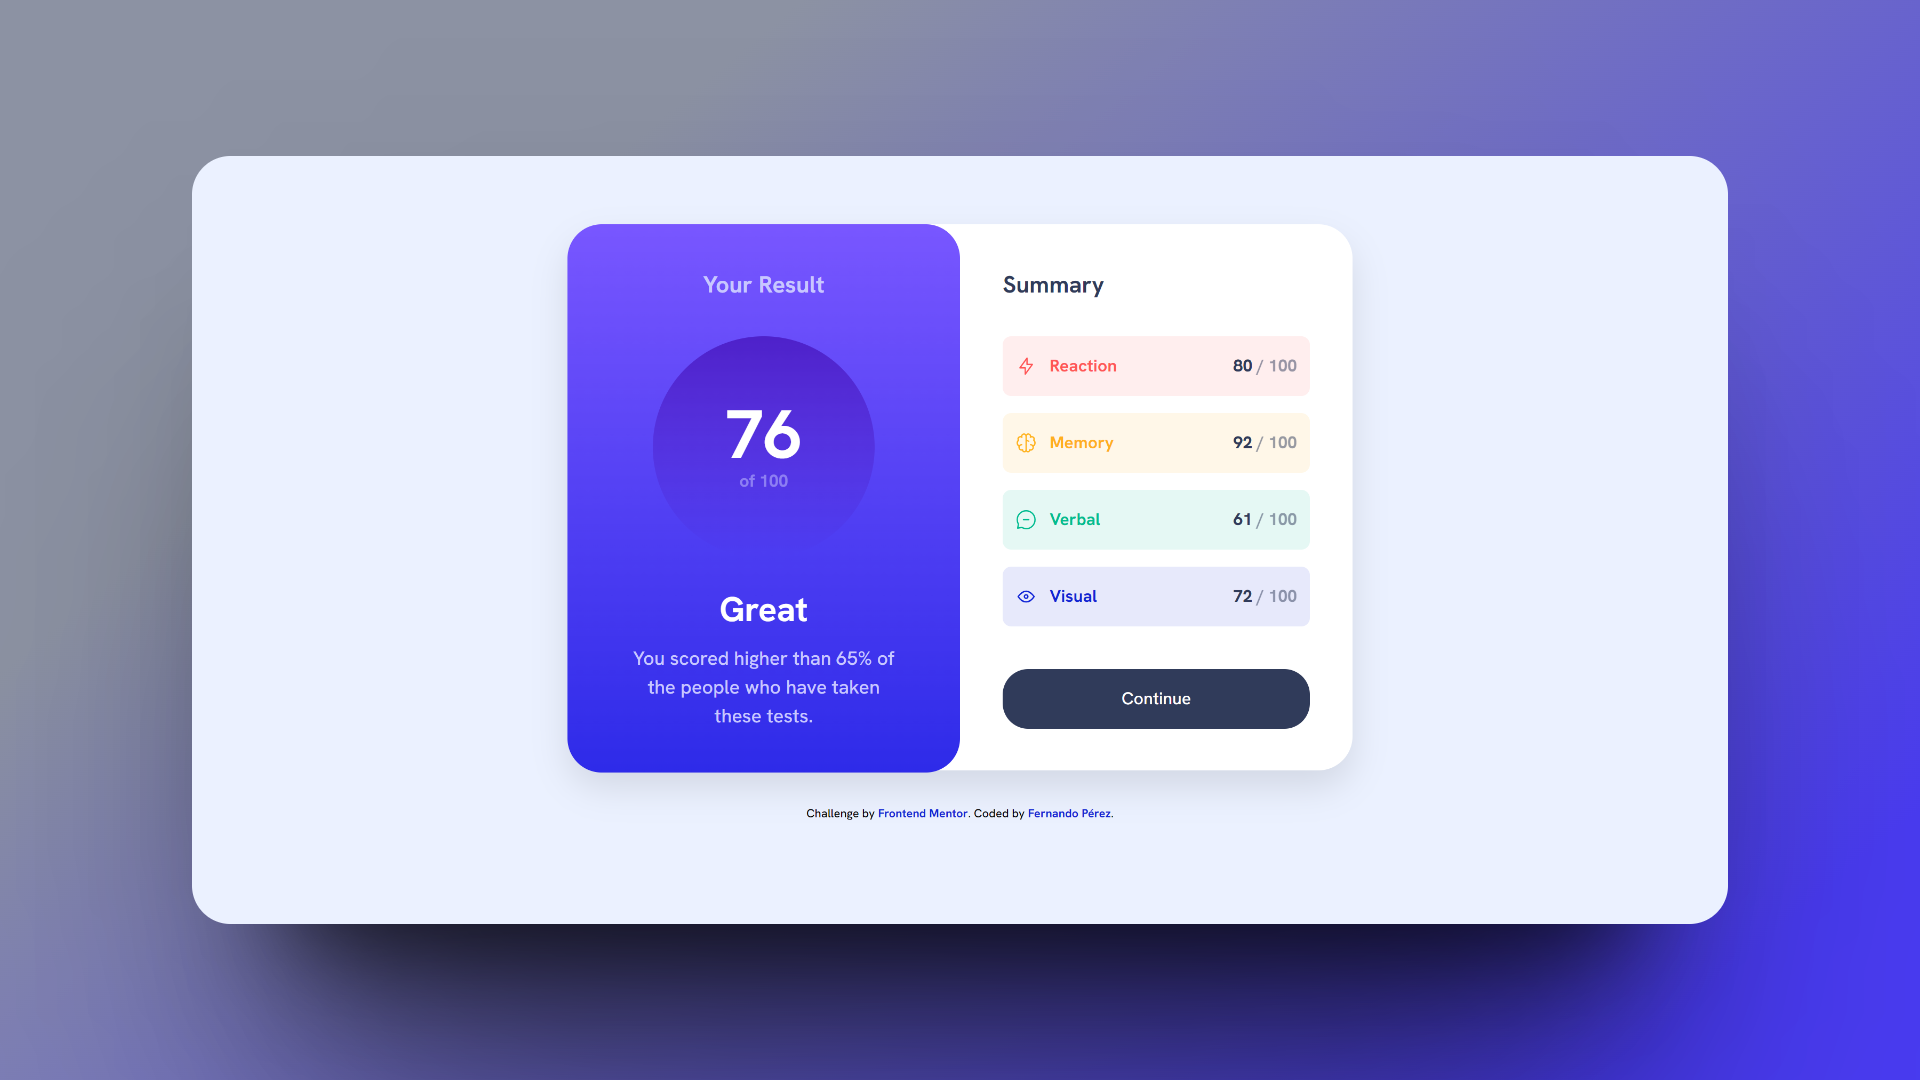 Your Result
76
of 100
Great
You scored higher than 65% of
the people who have taken
these tests.
Summary
Reaction 80 / 100
Memory 92 / 100
Verbal 61 / 100
Visual 72 / 100
Continue
Challenge by Frontend Mentor. Coded by Fernando Pérez.